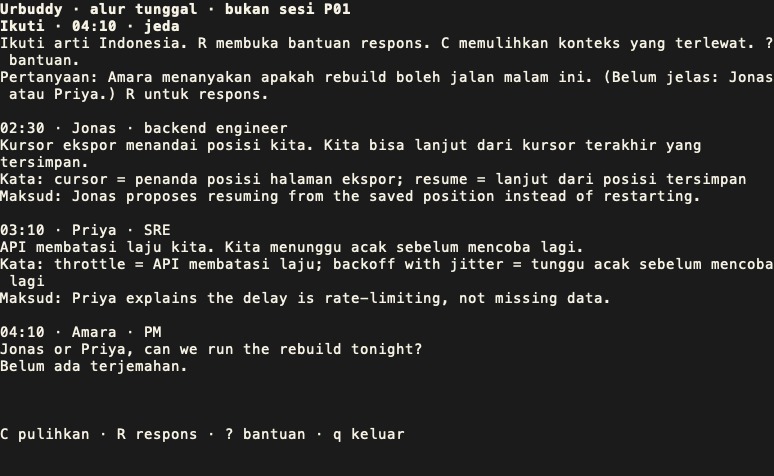 Urbuddy · alur tunggal · bukan sesi P01
Ikuti · 04:10 · jeda
Ikuti arti Indonesia. R membuka bantuan respons. C memulihkan konteks yang terlewat. ?
bantuan.
Pertanyaan: Amara menanyakan apakah rebuild boleh jalan malam ini. (Belum jelas: Jonas
atau Priya.) R untuk respons.
02:30 · Jonas · backend engineer
Kursor ekspor menandai posisi kita. Kita bisa lanjut dari kursor terakhir yang
tersimpan.
Kata: cursor = penanda posisi halaman ekspor; resume = lanjut dari posisi tersimpan
Maksud: Jonas proposes resuming from the saved position instead of restarting.
03:10 · Priya · SRE
API membatasi laju kita. Kita menunggu acak sebelum mencoba lagi.
Kata: throttle = API membatasi laju; backoff with jitter = tunggu acak sebelum mencoba
lagi
Maksud: Priya explains the delay is rate-limiting, not missing data.
04:10 · Amara · PM
Jonas or Priya, can we run the rebuild tonight?
Belum ada terjemahan.
C pulihkan · R respons · ? bantuan · q keluar